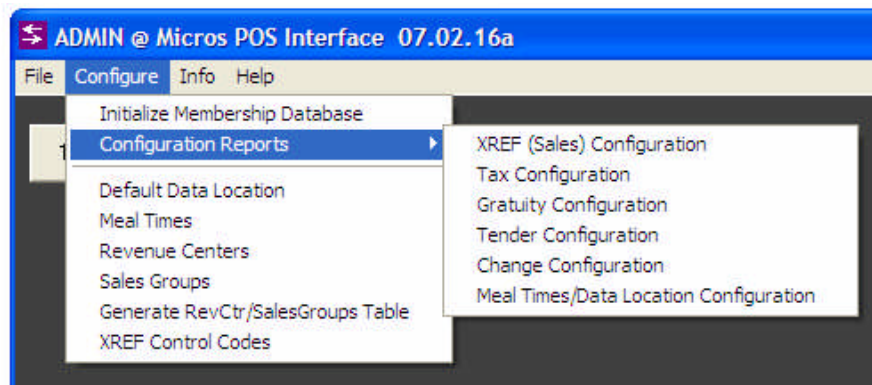 ADMIN @ Micros POS Interface 07.02.16a
File Configure Info Help
Initialize Membership Database
Configuration Reports
Default Data Location
Meal Times
Revenue Centers
Sales Groups
Generate RevCtr/SalesGroups Table
XREF Control Codes
XREF (Sales) Configuration
Tax Configuration
Gratuity Configuration
Tender Configuration
Change Configuration
Meal Times/Data Location Configuration